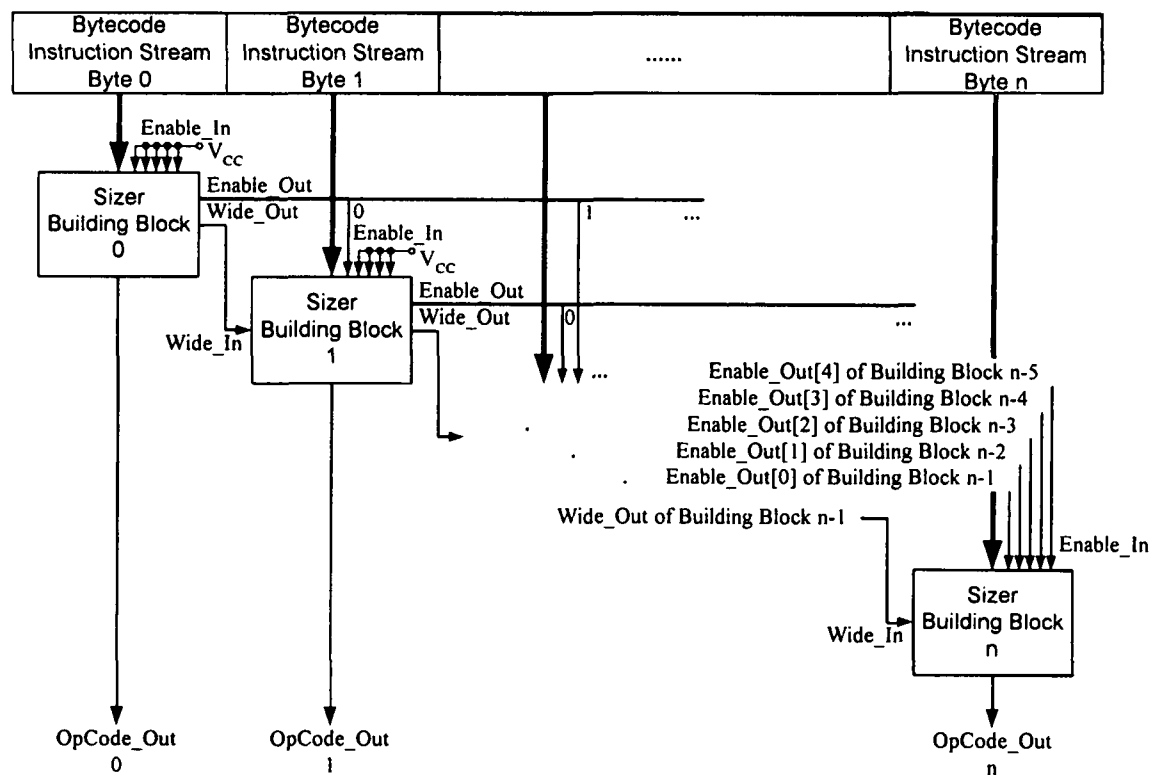 Bytecode
Instruction Stream
Byte 0
Bytecode
Instruction Stream
Byte 1
......
Bytecode
Instruction Stream
Byte n
Enable_In
VCC
Sizer
Building Block
0
Enable_Out
Wide_Out
0
1
...
Enable_In
VCC
Wide_In
Sizer
Building Block
1
Enable_Out
Wide_Out
0
...
...
Enable_Out[4] of Building Block n-5
Enable_Out[3] of Building Block n-4
Enable_Out[2] of Building Block n-3
Enable_Out[1] of Building Block n-2
Enable_Out[0] of Building Block n-1
Wide_Out of Building Block n-1
Enable_In
Wide_In
Sizer
Building Block
n
OpCode_Out
0
OpCode_Out
1
OpCode_Out
n